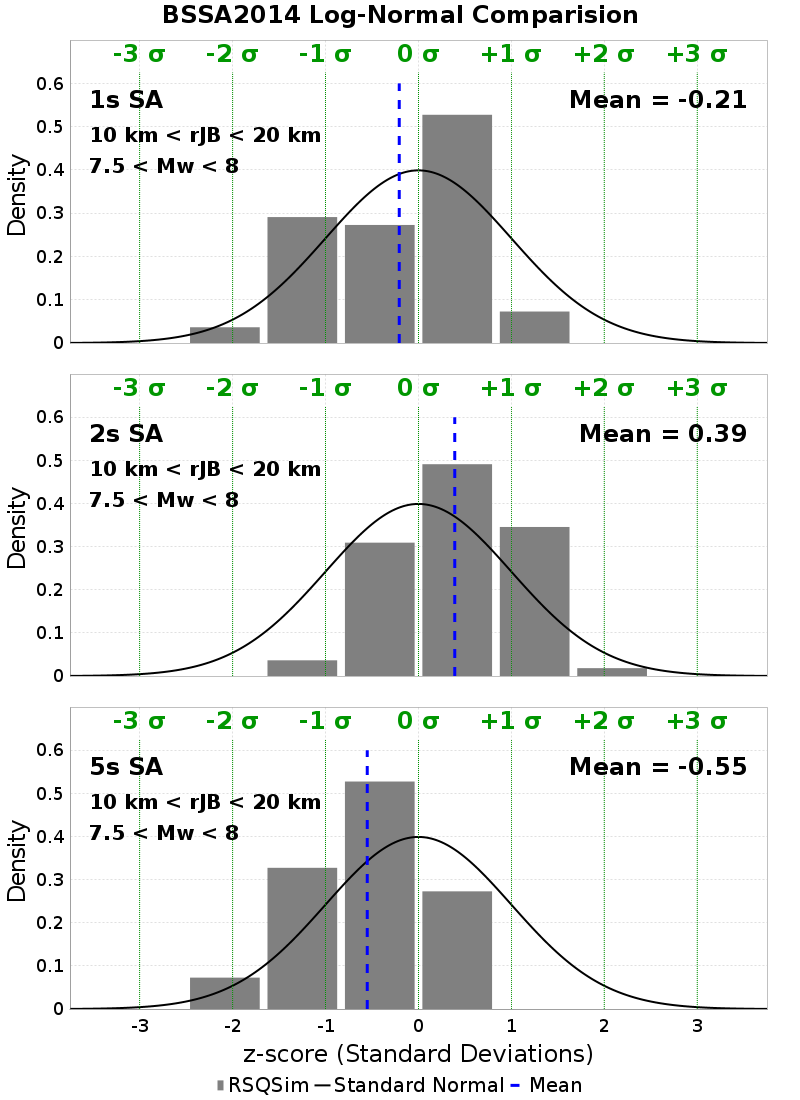 BSSA2014 Log-Normal Comparision
-3 σ -2 σ -1 σ 0 σ +1 σ +2 σ +3 σ
0.6
1s SA Mean = -0.21
0.5
10 km < rJB < 20 km
7.5 < Mw < 8
0.4
Density
0.3
0.2
0.1
0
-3 σ -2 σ -1 σ 0 σ +1 σ +2 σ +3 σ
0.6
2s SA Mean = 0.39
0.5
10 km < rJB < 20 km
7.5 < Mw < 8
0.4
Density
0.3
0.2
0.1
0
-3 σ -2 σ -1 σ 0 σ +1 σ +2 σ +3 σ
0.6
5s SA Mean = -0.55
0.5
10 km < rJB < 20 km
7.5 < Mw < 8
0.4
Density
0.3
0.2
0.1
0
-3 -2 -1 0 1 2 3
z-score (Standard Deviations)
RSQSim Standard Normal Mean